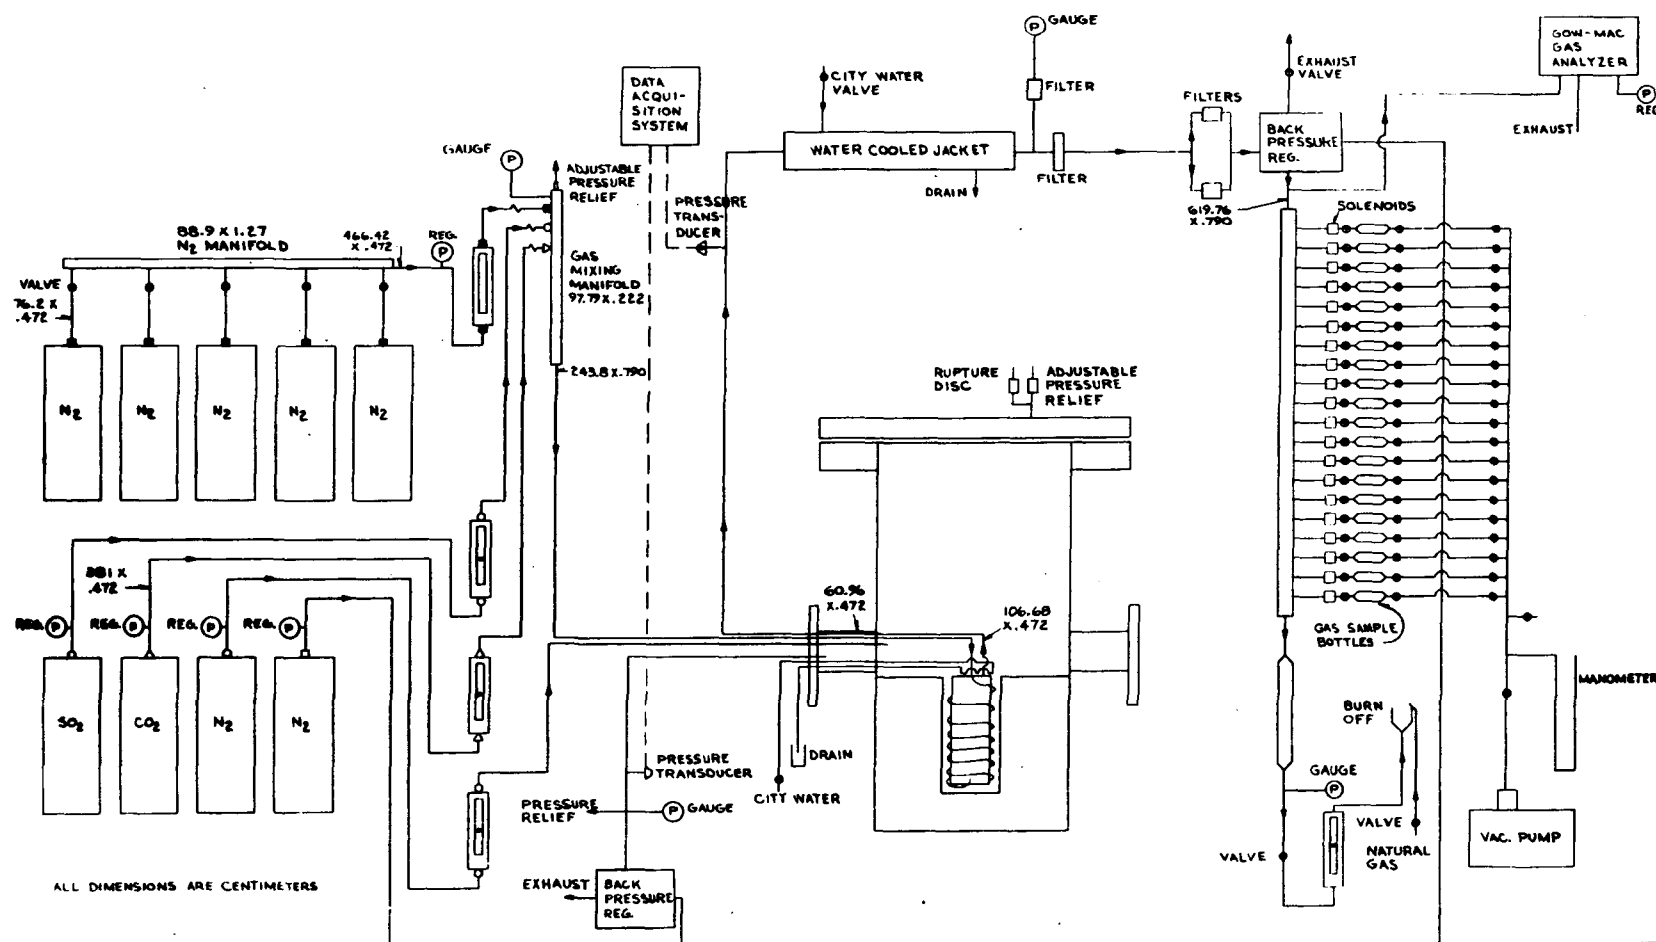 GAUGE
P
GOW-MAC
GAS
ANALYZER
P
REG
EXHAUST
EXHAUST
VALVE
DATA
ACQUI-
SITION
SYSTEM
CITY WATER
VALVE
FILTER
FILTERS
BACK
PRESSURE
REG.
WATER COOLED JACKET
FILTER
DRAIN
GAUGE
P
ADJUSTABLE
PRESSURE
RELIEF
PRESSURE
TRANS-
DUCER
619.76
X.790
SOLENOIDS
88.9 X 1.27
N2 MANIFOLD
466.42
X .472
REG.
P
GAS
MIXING
MANIFOLD
97.79X.222
VALVE
76.2 X
.472
243.8X.790
RUPTURE
DISC
ADJUSTABLE
PRESSURE
RELIEF
N2
N2
N2
N2
N2
381 X
.472
60.96
X.472
106.68
X.472
REG.
P
REG.
P
REG.
P
REG.
P
GAS SAMPLE
BOTTLES
SO2
CO2
N2
N2
MANOMETER
BURN
OFF
DRAIN
PRESSURE
TRANSDUCER
CITY WATER
GAUGE
P
PRESSURE
RELIEF
P
GAUGE
VALVE
NATURAL
GAS
VAC. PUMP
VALVE
ALL DIMENSIONS ARE CENTIMETERS
EXHAUST
BACK
PRESSURE
REG.